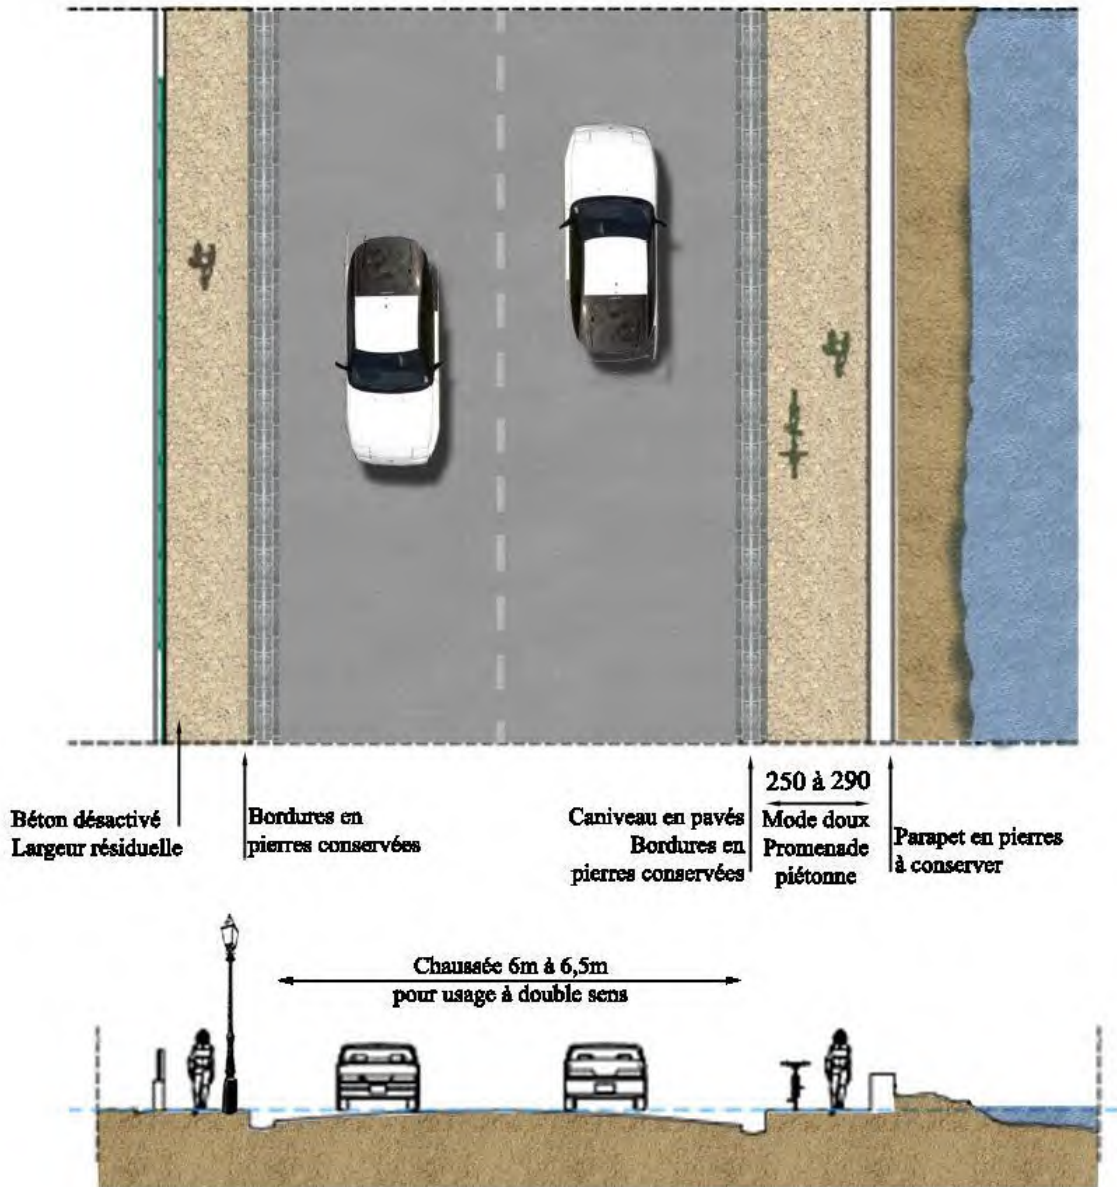 Béton désactivé
Largeur résiduelle
Bordures en
pierres conservées
Caniveau en pavés
Bordures en
pierres conservées
250 à 290
Mode doux
Promenade
piétonne
Parapet en pierres
à conserver
Chaussée 6m à 6,5m
pour usage à double sens